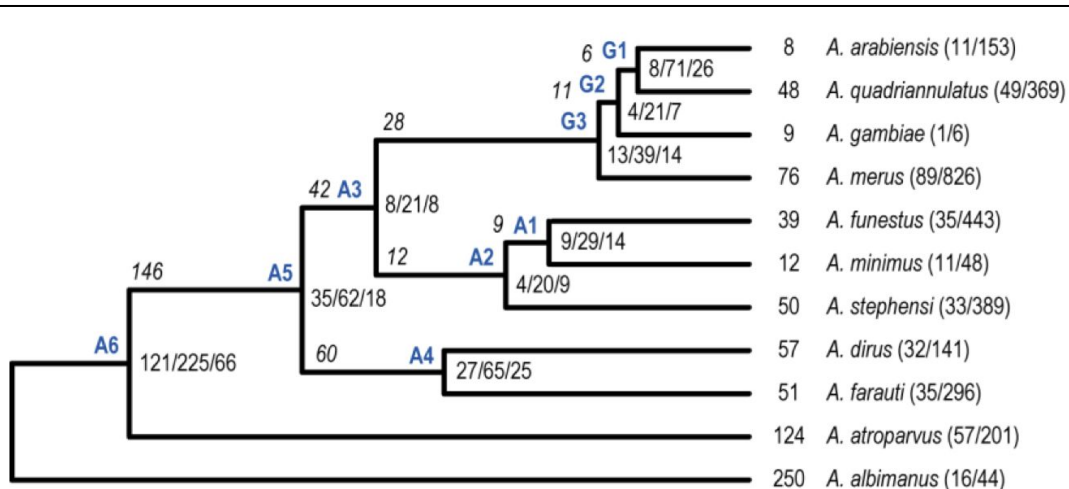 6 G1 8 A. arabiensis (11/153)
8/71/26
11 G2 48 A. quadriannulatus (49/369)
4/21/7
28 G3 9 A. gambiae (1/6)
13/39/14
76 A. merus (89/826)
42 A3 8/21/8
9 A1 39 A. funestus (35/443)
9/29/14
12 A2 12 A. minimus (11/48)
4/20/9
146 A5 50 A. stephensi (33/389)
35/62/18
60 A4 57 A. dirus (32/141)
A6 121/225/66 27/65/25
51 A. farauti (35/296)
124 A. atroparvus (57/201)
250 A. albimanus (16/44)